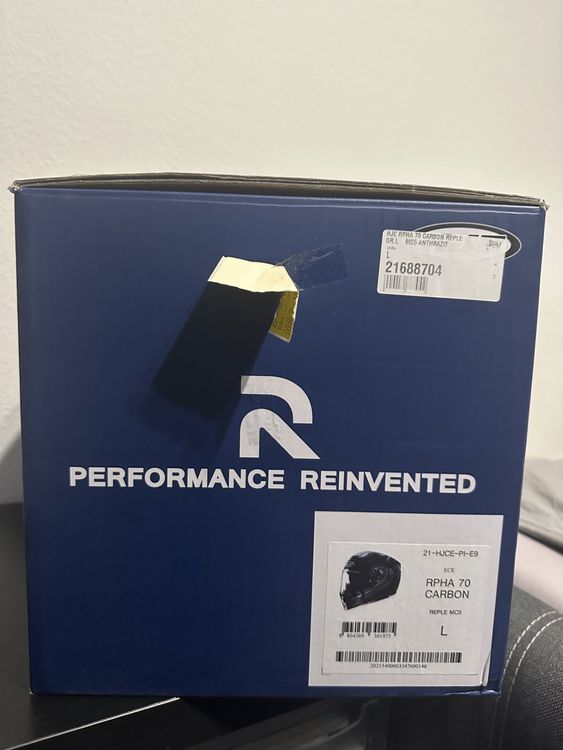 HJC RPHA 70 CARBON REPLE
GR.L MC5 ANTHRAZIT
L
21688704
R
PERFORMANCE REINVENTED
21-HJCE-PI-E9
ECE
RPHA 70
CARBON
REPLE MC5
L